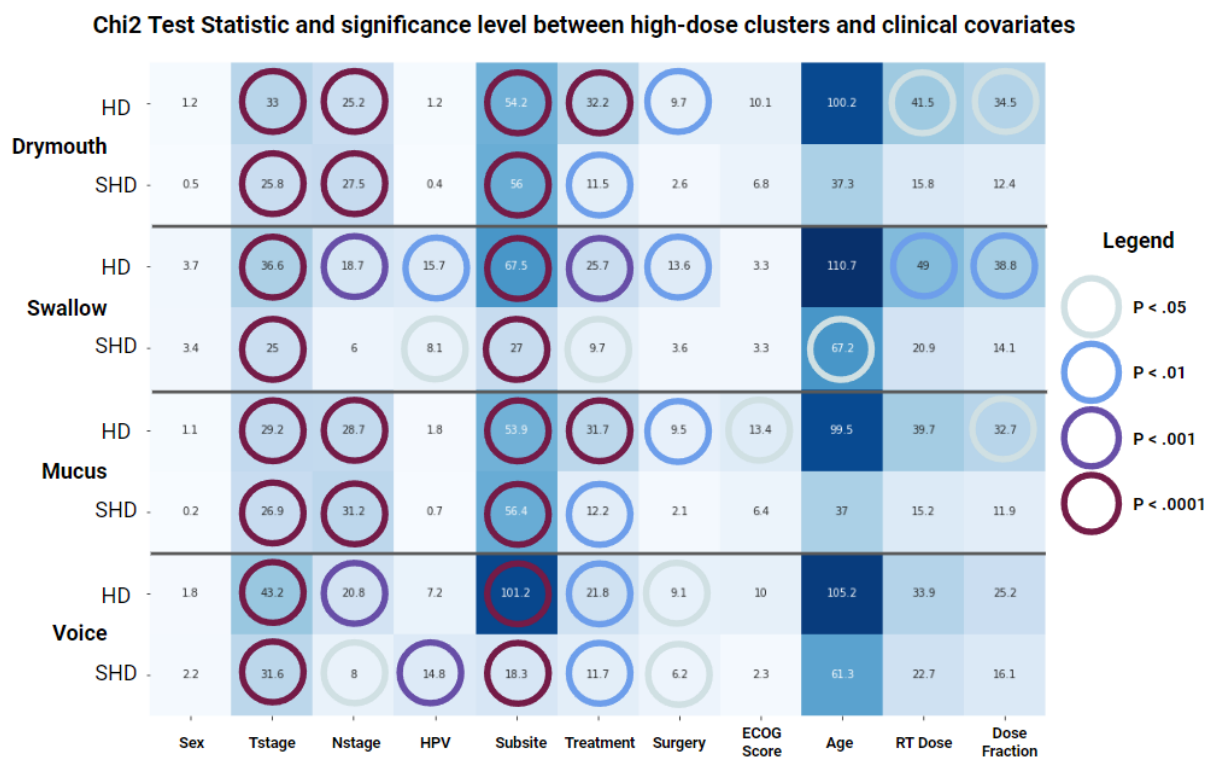 Chi2 Test Statistic and significance level between high-dose clusters and clinical covariates
HD 1.2 33 25.2 1.2 54.2 32.2 9.7 10.1 100.2 41.5 34.5
Drymouth
SHD 0.5 25.8 27.5 0.4 56 11.5 2.6 6.8 37.3 15.8 12.4
HD 3.7 36.6 18.7 15.7 67.5 25.7 13.6 3.3 110.7 49 38.8
Swallow
SHD 3.4 25 6 8.1 27 9.7 3.6 3.3 67.2 20.9 14.1
HD 1.1 29.2 28.7 1.8 53.9 31.7 9.5 13.4 99.5 39.7 32.7
Mucus
SHD 0.2 26.9 31.2 0.7 56.4 12.2 2.1 6.4 37 15.2 11.9
HD 1.8 43.2 20.8 7.2 101.2 21.8 9.1 10 105.2 33.9 25.2
Voice
SHD 2.2 31.6 8 14.8 18.3 11.7 6.2 2.3 61.3 22.7 16.1
Sex Tstage Nstage HPV Subsite Treatment Surgery ECOG Score Age RT Dose Dose Fraction
Legend
P < .05
P < .01
P < .001
P < .0001